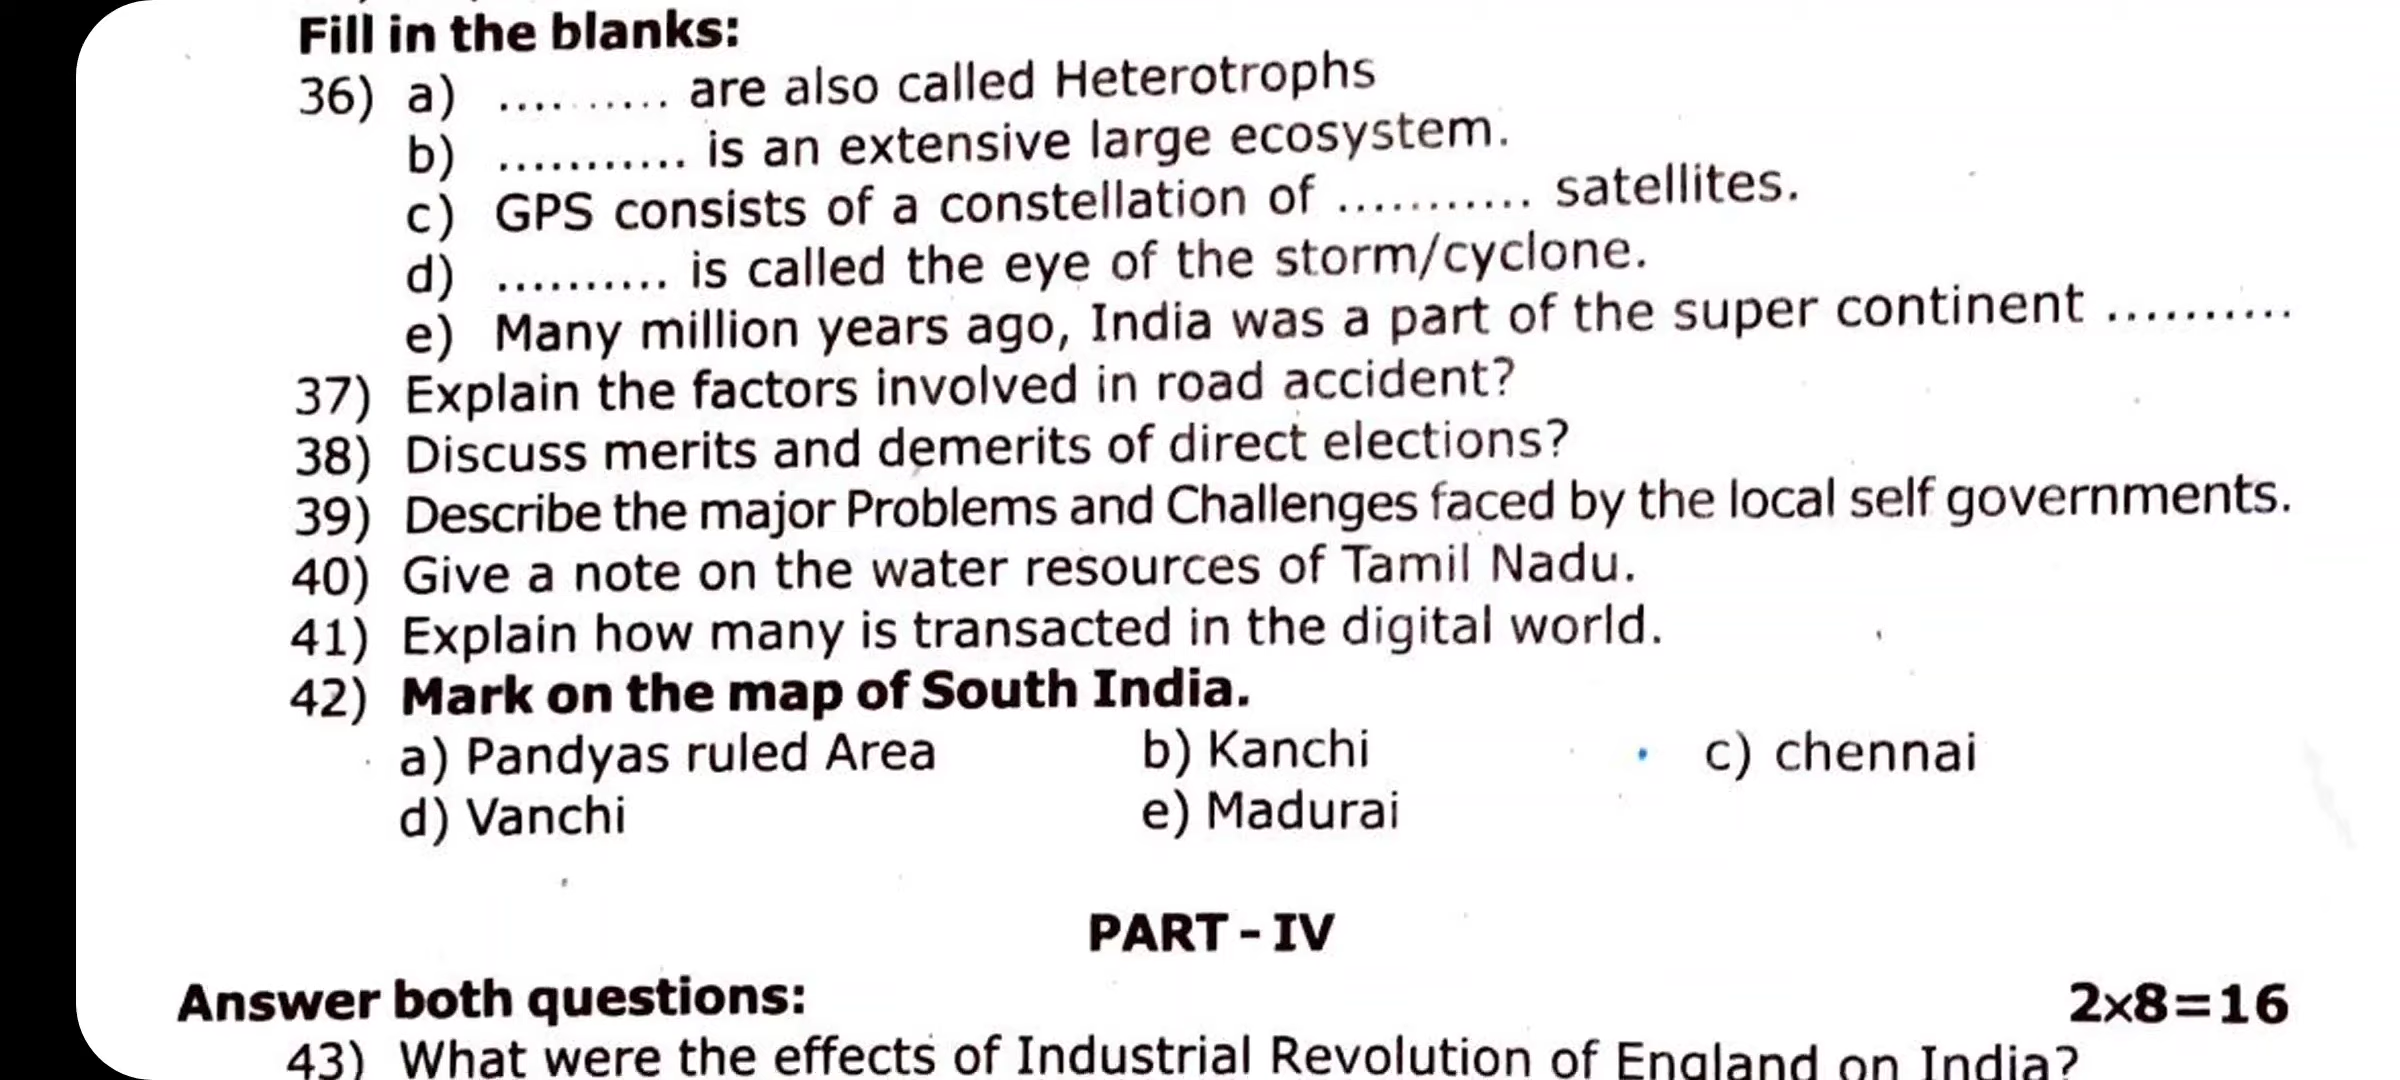 Fill in the blanks:
36) a) .......... are also called Heterotrophs
b) ........... is an extensive large ecosystem.
c) GPS consists of a constellation of ........... satellites.
d) .......... is called the eye of the storm/cyclone.
e) Many million years ago, India was a part of the super continent ..........
37) Explain the factors involved in road accident?
38) Discuss merits and demerits of direct elections?
39) Describe the major Problems and Challenges faced by the local self governments.
40) Give a note on the water resources of Tamil Nadu.
41) Explain how many is transacted in the digital world.
42) Mark on the map of South India.
a) Pandyas ruled Area b) Kanchi c) chennai
d) Vanchi e) Madurai
PART - IV
Answer both questions: 2x8=16
43) What were the effects of Industrial Revolution of England on India?